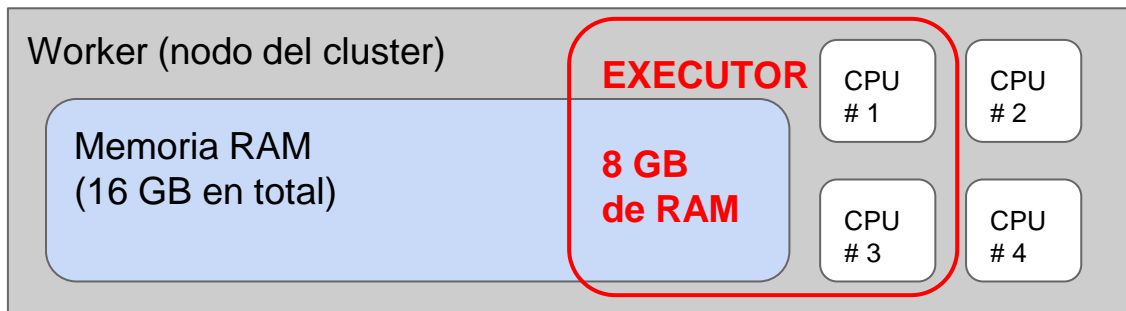 Worker (nodo del cluster)
EXECUTOR
CPU
# 1
CPU
# 2
Memoria RAM
(16 GB en total)
8 GB
de RAM
CPU
# 3
CPU
# 4